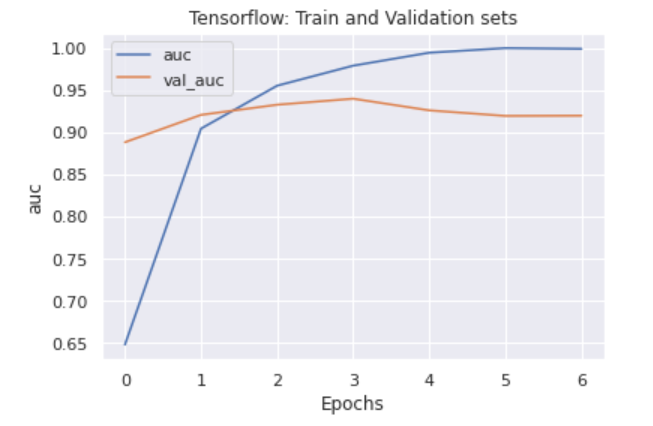 Tensorflow: Train and Validation sets
auc
val_auc
1.00
0.95
0.90
0.85
0.80
0.75
0.70
0.65
auc
0 1 2 3 4 5 6
Epochs